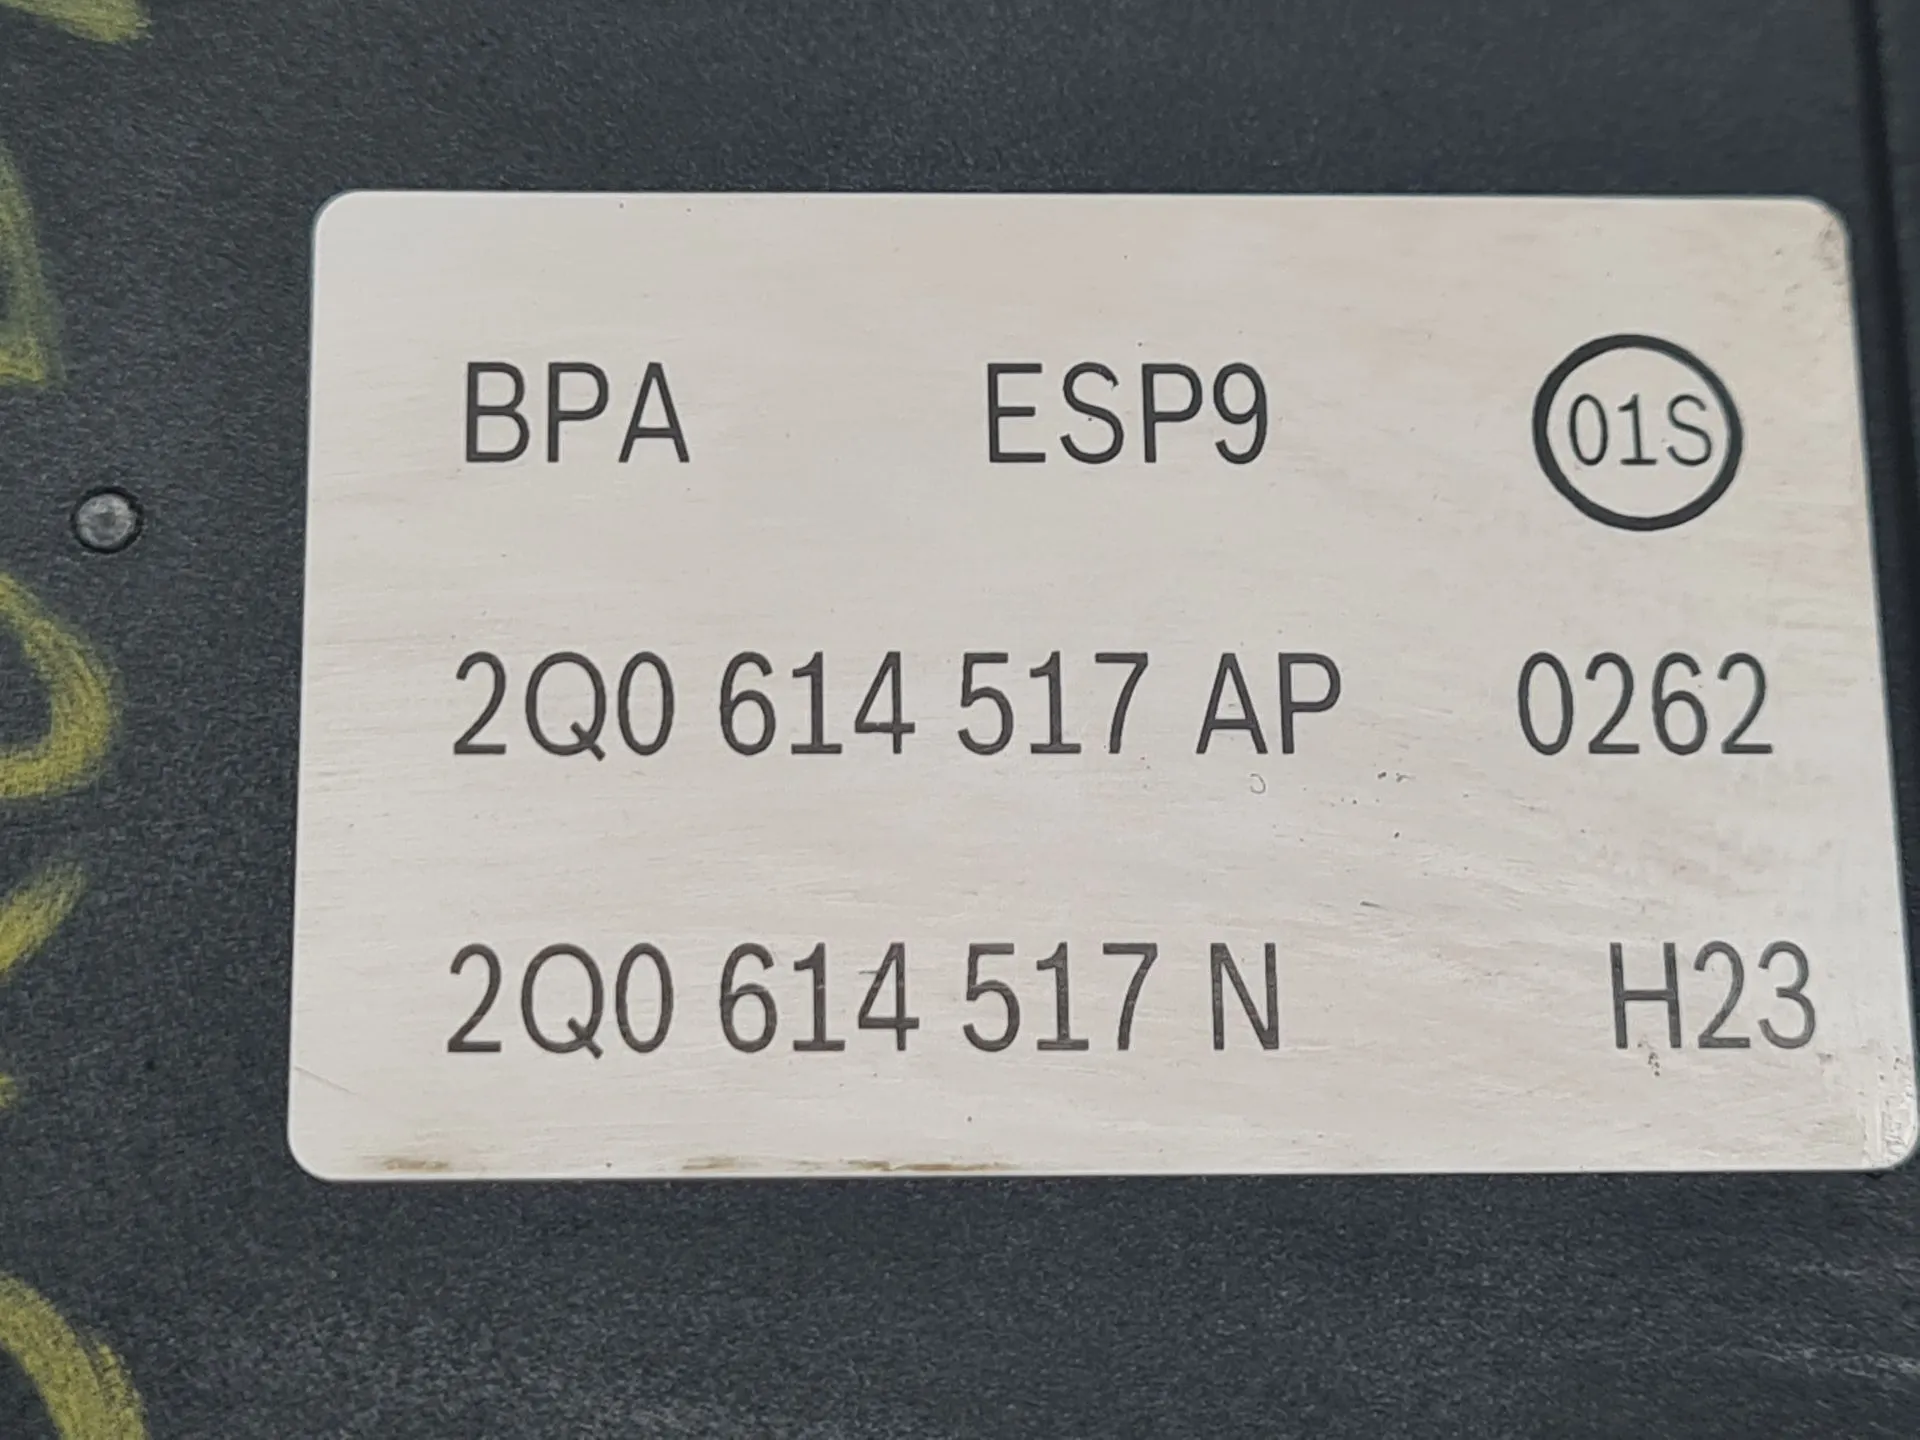 BPA ESP9 01S
2Q0 614 517 AP 0262
2Q0 614 517 N H23